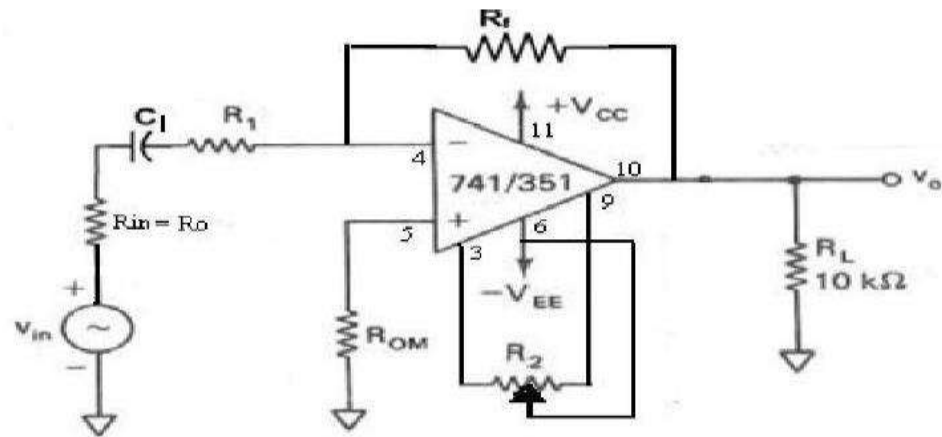 Rf
+VCC
C1
R1
11
4
−
10
741/351
vo
9
Rin = Ro
5
+
6
3
RL
10 kΩ
+
−VEE
vin
~
−
ROM
R2